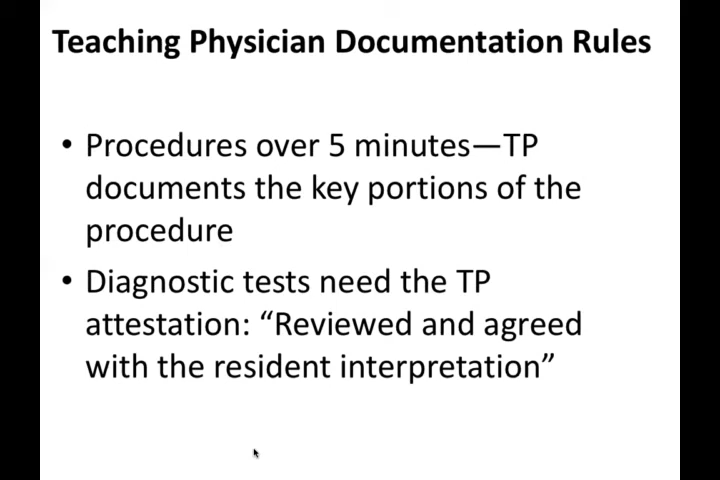 Teaching Physician Documentation Rules
• Procedures over 5 minutes—TP
documents the key portions of the
procedure
• Diagnostic tests need the TP
attestation: “Reviewed and agreed
with the resident interpretation”